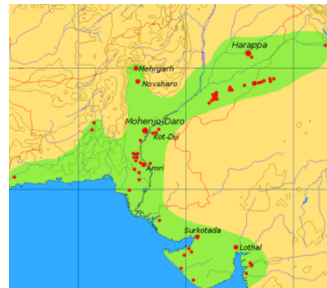 Harappa
Mehrgarh
Novsharo
Mohenjo-Daro
Kot-Diji
Amri
Surkotada
Lothal